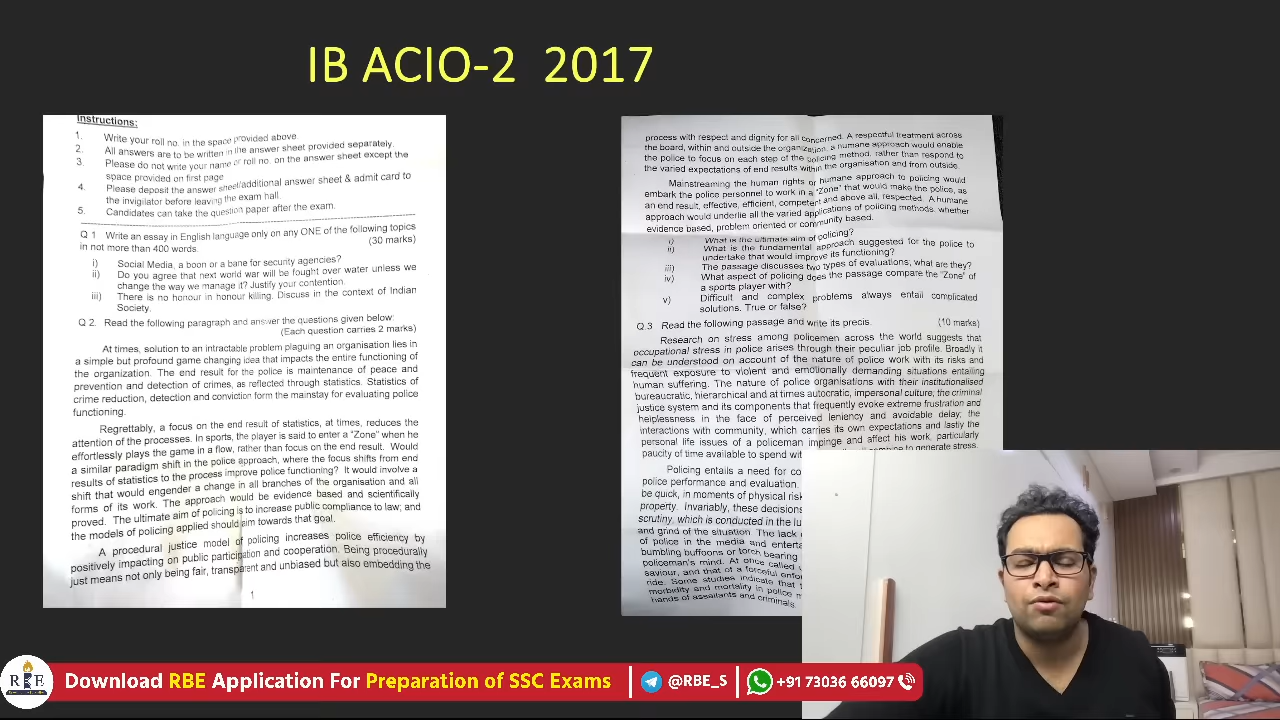 IB ACIO-2 2017
Instructions:
1. Write your roll no. in the space provided above
2. All answers are to be written in the answer sheet provided separately.
3. Please do not write your name or roll no. on the answer sheet except the
space provided on first page
4. Please deposit the answer sheet/additional answer sheet & admit card to
the invigilator before leaving the exam hall.
5. Candidates can take the question paper after the exam.
Q 1 Write an essay in English language only on any ONE of the following topics
in not more than 400 words. (30 marks)
i) Social Media, a boon or a bane for security agencies?
ii) Do you agree that next world war will be fought over water unless we
change the way we manage it? Justify your contention.
iii) There is no honour in honour killing. Discuss in the context of Indian
Society.
Q 2. Read the following paragraph and answer the questions given below:
(Each question carries 2 marks)
At times, solution to an intractable problem plaguing an organisation lies in
a simple but profound game changing idea that impacts the entire functioning of
the organization. The end result for the police is maintenance of peace and
prevention and detection of crimes, as reflected through statistics. Statistics of
crime reduction, detection and conviction form the mainstay for evaluating police
functioning.
Regrettably, a focus on the end result of statistics, at times, reduces the
attention of the processes. In sports, the player is said to enter a "Zone" when he
effortlessly plays the game in a flow, rather than focus on the end result. Would
a similar paradigm shift in the police approach, where the focus shifts from end
results of statistics to the process improve police functioning? It would involve a
shift that would engender a change in all branches of the organisation and all
forms of its work. The approach would be evidence based and scientifically
proved. The ultimate aim of policing is to increase public compliance to law; and
the models of policing applied should aim towards that goal.
A procedural justice model of policing increases police efficiency by
positively impacting on public participation and cooperation. Being procedurally
just means not only being fair, transparent and unbiased but also embedding the
1
process with respect and dignity for all concerned. A respectful treatment across
the board, within and outside the organization, a humane approach would enable
the police to focus on each step of the policing method, rather than respond to
the varied expectations of end results within the organisation and from outside.
Mainstreaming the human rights or humane approach to policing would
embark the police personnel to work in a "Zone" that would make the police, as
an end result, effective, efficient, competent and above all, respected. A humane
approach would underlie all the varied applications of policing methods, whether
evidence based, problem oriented or community based.
i) What is the ultimate aim of policing?
ii) What is the fundamental approach suggested for the police to
undertake that would improve its functioning?
iii) The passage discusses two types of evaluations, what are they?
iv) What aspect of policing does the passage compare the "Zone" of
a sports player with?
v) Difficult and complex problems always entail complicated
solutions. True or false?
Q.3 Read the following passage and write its precis. (10 marks)
Research on stress among policemen across the world suggests that
occupational stress in police arises through their peculiar job profile. Broadly it
can be understood on account of the nature of police work with its risks and
frequent exposure to violent and emotionally demanding situations entailing
human suffering. The nature of police organisations with their institutionalised
bureaucratic, hierarchical and at times autocratic, impersonal culture; the criminal
justice system and its components that frequently evoke extreme frustration and
helplessness in the face of perceived leniency and avoidable delay; the
interactions with community, which carries its own expectations and lastly the
personal life issues of a policeman impinge and affect his work, particularly
paucity of time available to spend wit
to generate stress.
Policing entails a need for co
police performance and evaluation.
be quick, in moments of physical risk
property. Invariably, these decisions
scrutiny, which is conducted in the lu
and grind of the situation. The lack
of police in the media and enterta
bumbling buffoons or torch bearing
policeman's mind. At once called
saviour, and that of a forceful enfo
ride. Some studies indicate that
morbidity and mortality in police
hands of assailants and criminals.
RBE
Download RBE Application For Preparation of SSC Exams
@RBE_S
+91 73036 66097